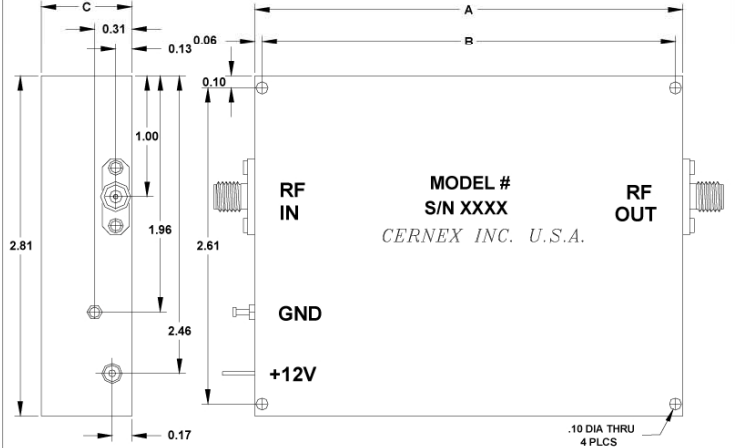 C
A
0.31
0.06
B
0.13
0.10
1.00
RF
IN
MODEL #
S/N XXXX
CERNEX INC. U.S.A.
RF
OUT
2.81
1.96
2.61
GND
2.46
+12V
0.17
.10 DIA THRU
4 PLCS